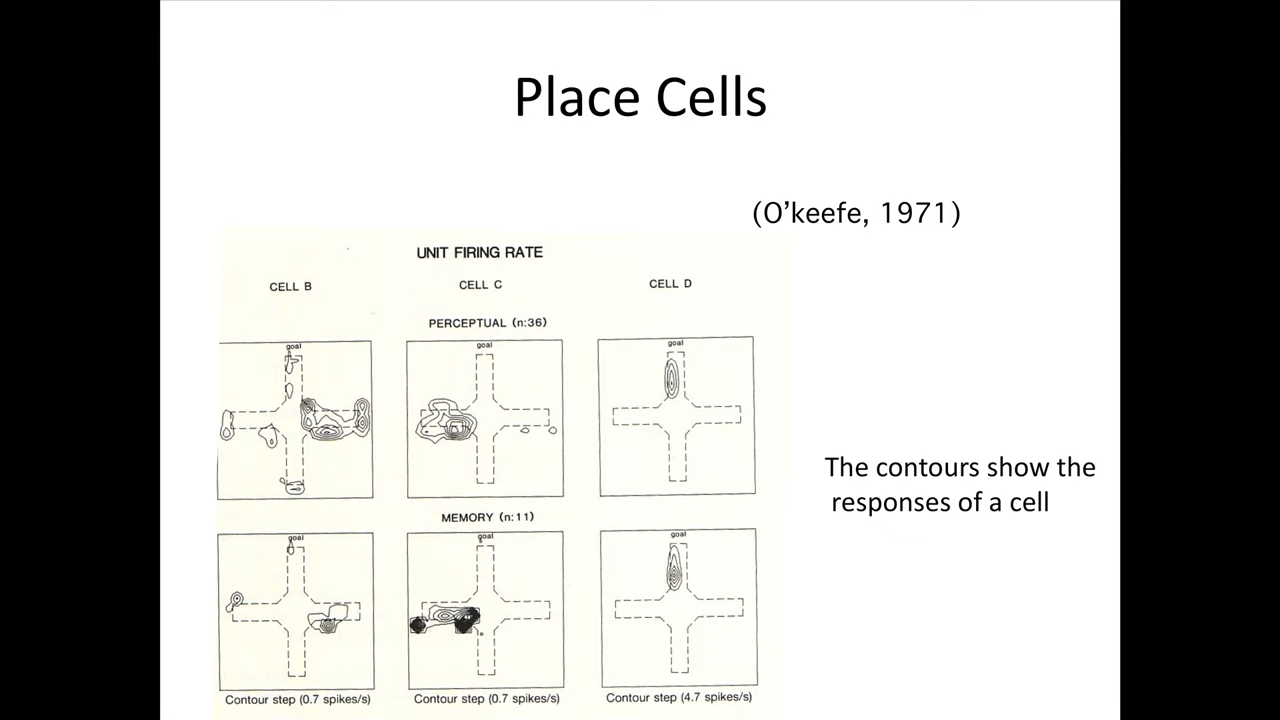 Place Cells
(O'keefe, 1971)
UNIT FIRING RATE
CELL B
CELL C
CELL D
PERCEPTUAL (n:36)
goal
goal
goal
The contours show the
responses of a cell
MEMORY (n:11)
goal
goal
goal
Contour step (0.7 spikes/s)
Contour step (0.7 spikes/s)
Contour step (4.7 spikes/s)